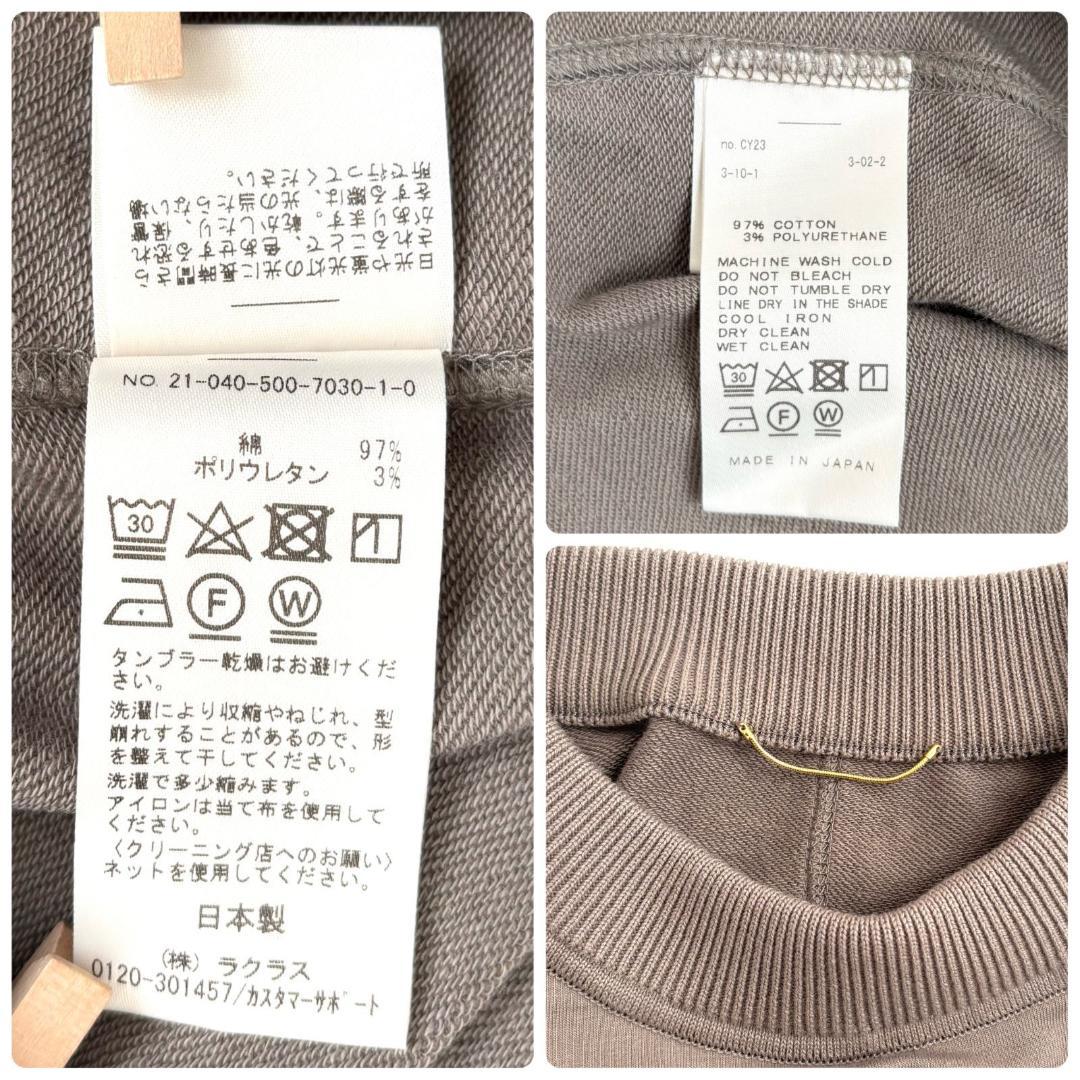 日光や蛍光灯の光に長時間さら
されることで、色あせする恐れ
があります。乾かしたり、保管
をする際は、光の当たらない場
所で行ってください。
NO. 21-040-500-7030-1-0
綿 97%
ポリウレタン 3%
30
F W
タンブラー乾燥はお避けくだ
さい。
洗濯により収縮やねじれ、型
崩れすることがあるので、形
を整えて干してください。
洗濯で多少縮みます。
アイロンは当て布を使用して
ください。
〈クリーニング店へのお願い〉
ネットを使用してください。
日本製
(株) ラクラス
0120-301457/カスタマーサポート
no. CY23
3-02-2
3-10-1
97% COTTON
3% POLYURETHANE
MACHINE WASH COLD
DO NOT BLEACH
DO NOT TUMBLE DRY
LINE DRY IN THE SHADE
COOL IRON
DRY CLEAN
WET CLEAN
30
F W
MADE IN JAPAN